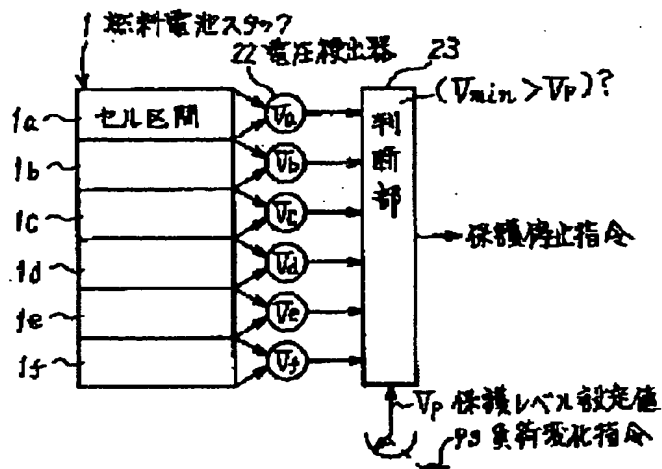 1 燃料電池スタック
22 電圧検出器
23
(Vmin > VP)?
1a セル区間 Va
判断部
1b Vb
1c Vc
保護停止指令
1d Vd
1e Ve
1f Vf
VP 保護レベル設定値
P9 負荷変化指令